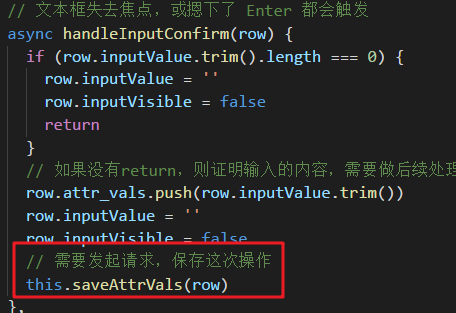 // 文本框失去焦点，或摁下了 Enter 都会触发
async handleInputConfirm(row) {
if (row.inputValue.trim().length === 0) {
row.inputValue = ''
row.inputVisible = false
return
}
// 如果没有return，则证明输入的内容，需要做后续处理
row.attr_vals.push(row.inputValue.trim())
row.inputValue = ''
row.inputVisible = false
// 需要发起请求，保存这次操作
this.saveAttrVals(row)
},